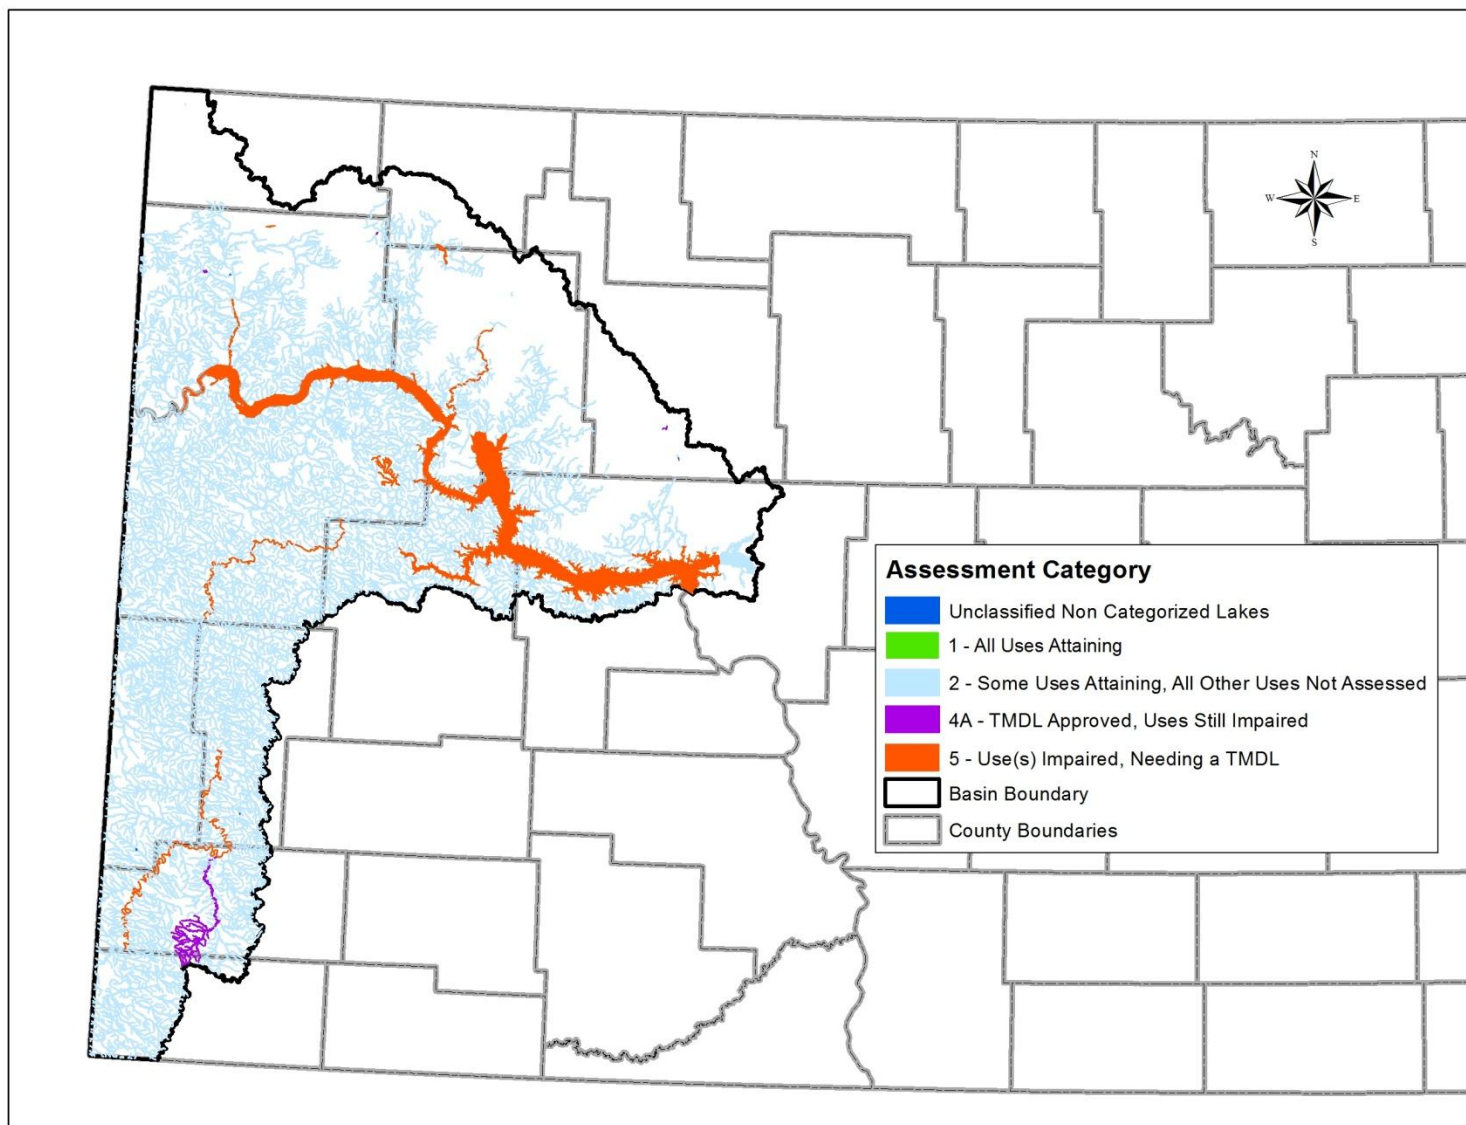 N
W E
S
Assessment Category
Unclassified Non Categorized Lakes
1 - All Uses Attaining
2 - Some Uses Attaining, All Other Uses Not Assessed
4A - TMDL Approved, Uses Still Impaired
5 - Use(s) Impaired, Needing a TMDL
Basin Boundary
County Boundaries